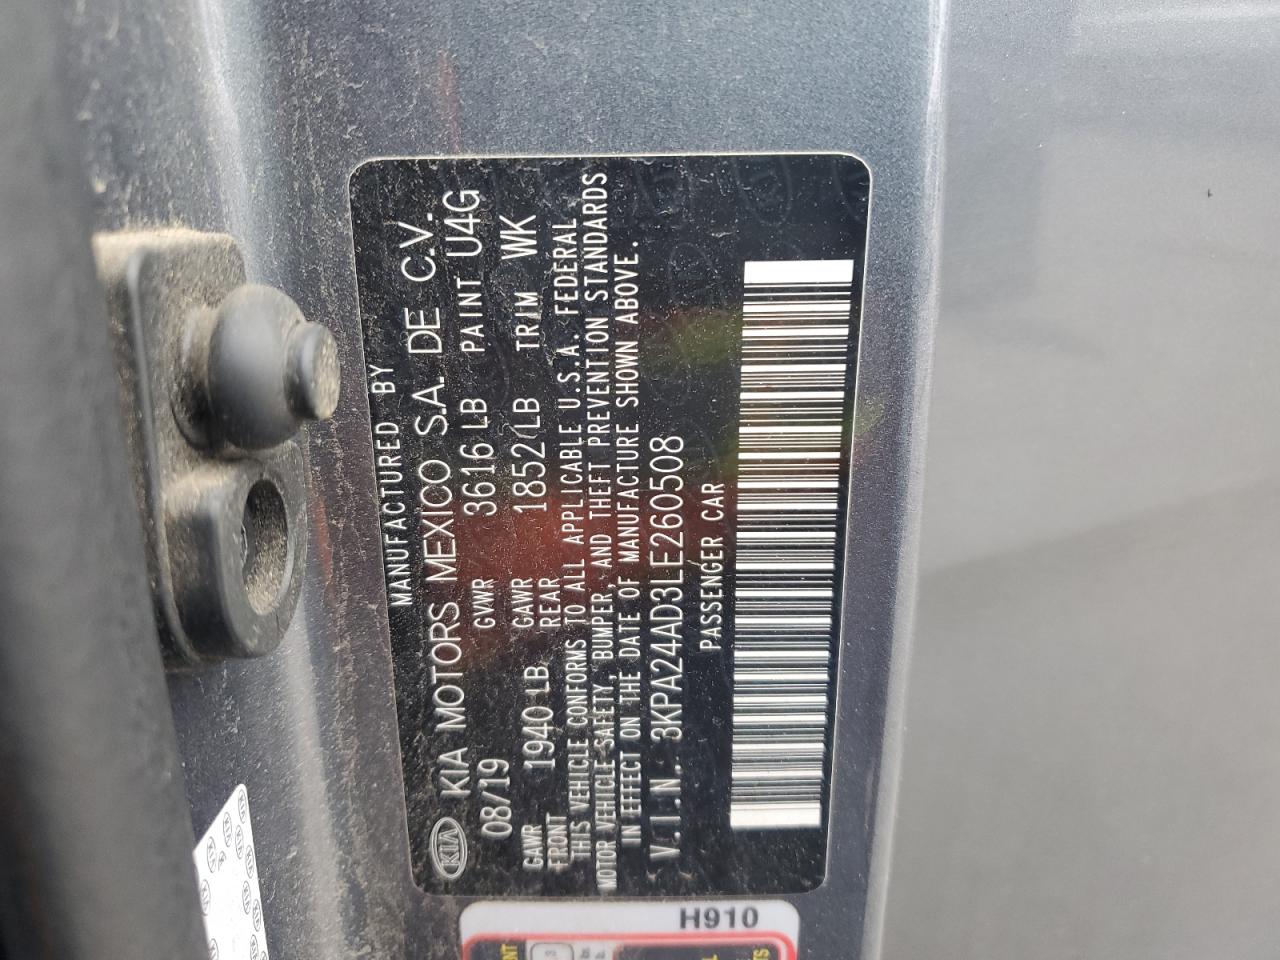 MANUFACTURED BY
KIA KIA MOTORS MEXICO S.A. DE C.V.
08/19 GVWR 3616 LB PAINT U4G
GAWR FRONT 1940 LB GAWR REAR 1852 LB TRIM WK
THIS VEHICLE CONFORMS TO ALL APPLICABLE U.S.A. FEDERAL
MOTOR VEHICLE SAFETY, BUMPER, AND THEFT PREVENTION STANDARDS
IN EFFECT ON THE DATE OF MANUFACTURE SHOWN ABOVE.
V.I.N. 3KPA24AD3LE260508
PASSENGER CAR
H910